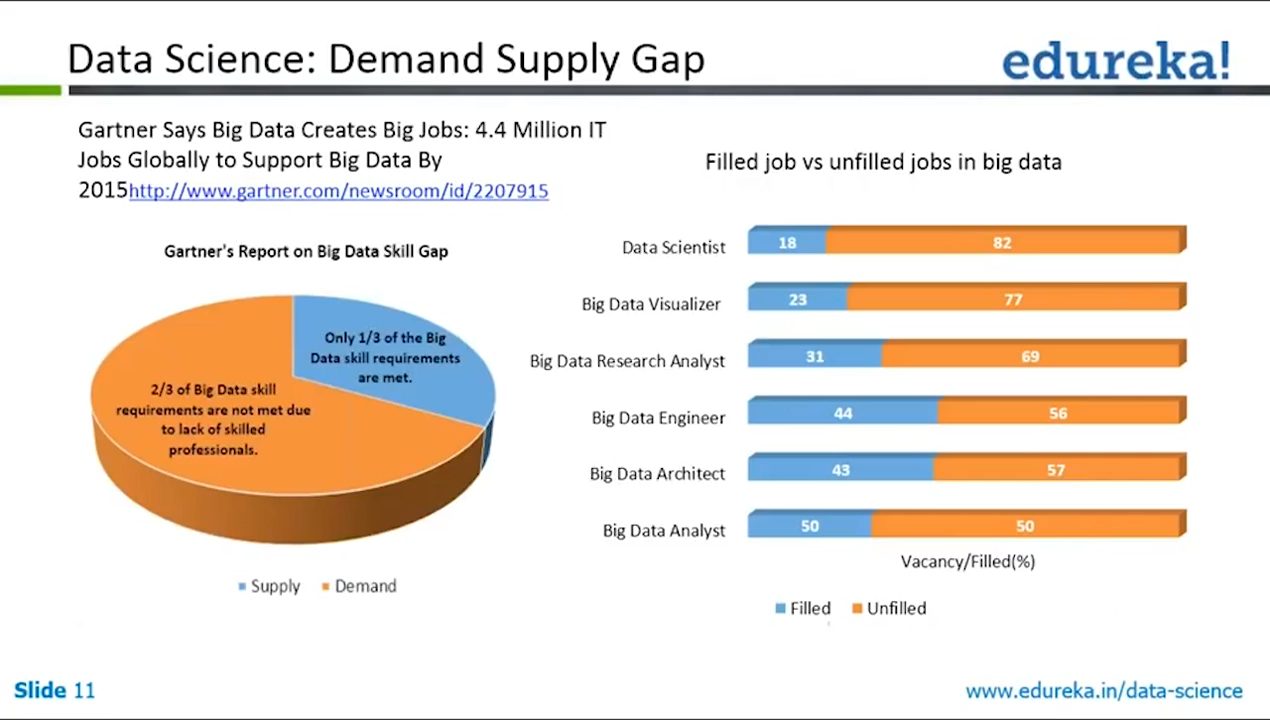 Data Science: Demand Supply Gap
edureka!
Gartner Says Big Data Creates Big Jobs: 4.4 Million IT
Jobs Globally to Support Big Data By
2015http://www.gartner.com/newsroom/id/2207915
Gartner's Report on Big Data Skill Gap
Only 1/3 of the Big
Data skill requirements
are met.
2/3 of Big Data skill
requirements are not met due
to lack of skilled
professionals.
Supply Demand
Filled job vs unfilled jobs in big data
Data Scientist 18 82
Big Data Visualizer 23 77
Big Data Research Analyst 31 69
Big Data Engineer 44 56
Big Data Architect 43 57
Big Data Analyst 50 50
Vacancy/Filled(%)
Filled Unfilled
Slide 11
www.edureka.in/data-science